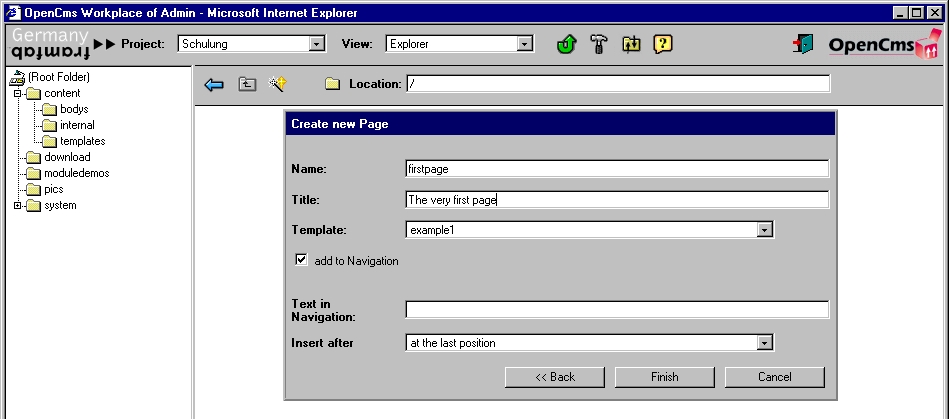 OpenCms Workplace of Admin - Microsoft Internet Explorer
Germany
framfab
Project: Schulung View: Explorer OpenCms
(Root Folder)
content
bodys
internal
templates
download
moduledemos
pics
system
Location: /
Create new Page
Name: firstpage
Title: The very first page
Template: example1
add to Navigation
Text in
Navigation:
Insert after at the last position
<< Back Finish Cancel